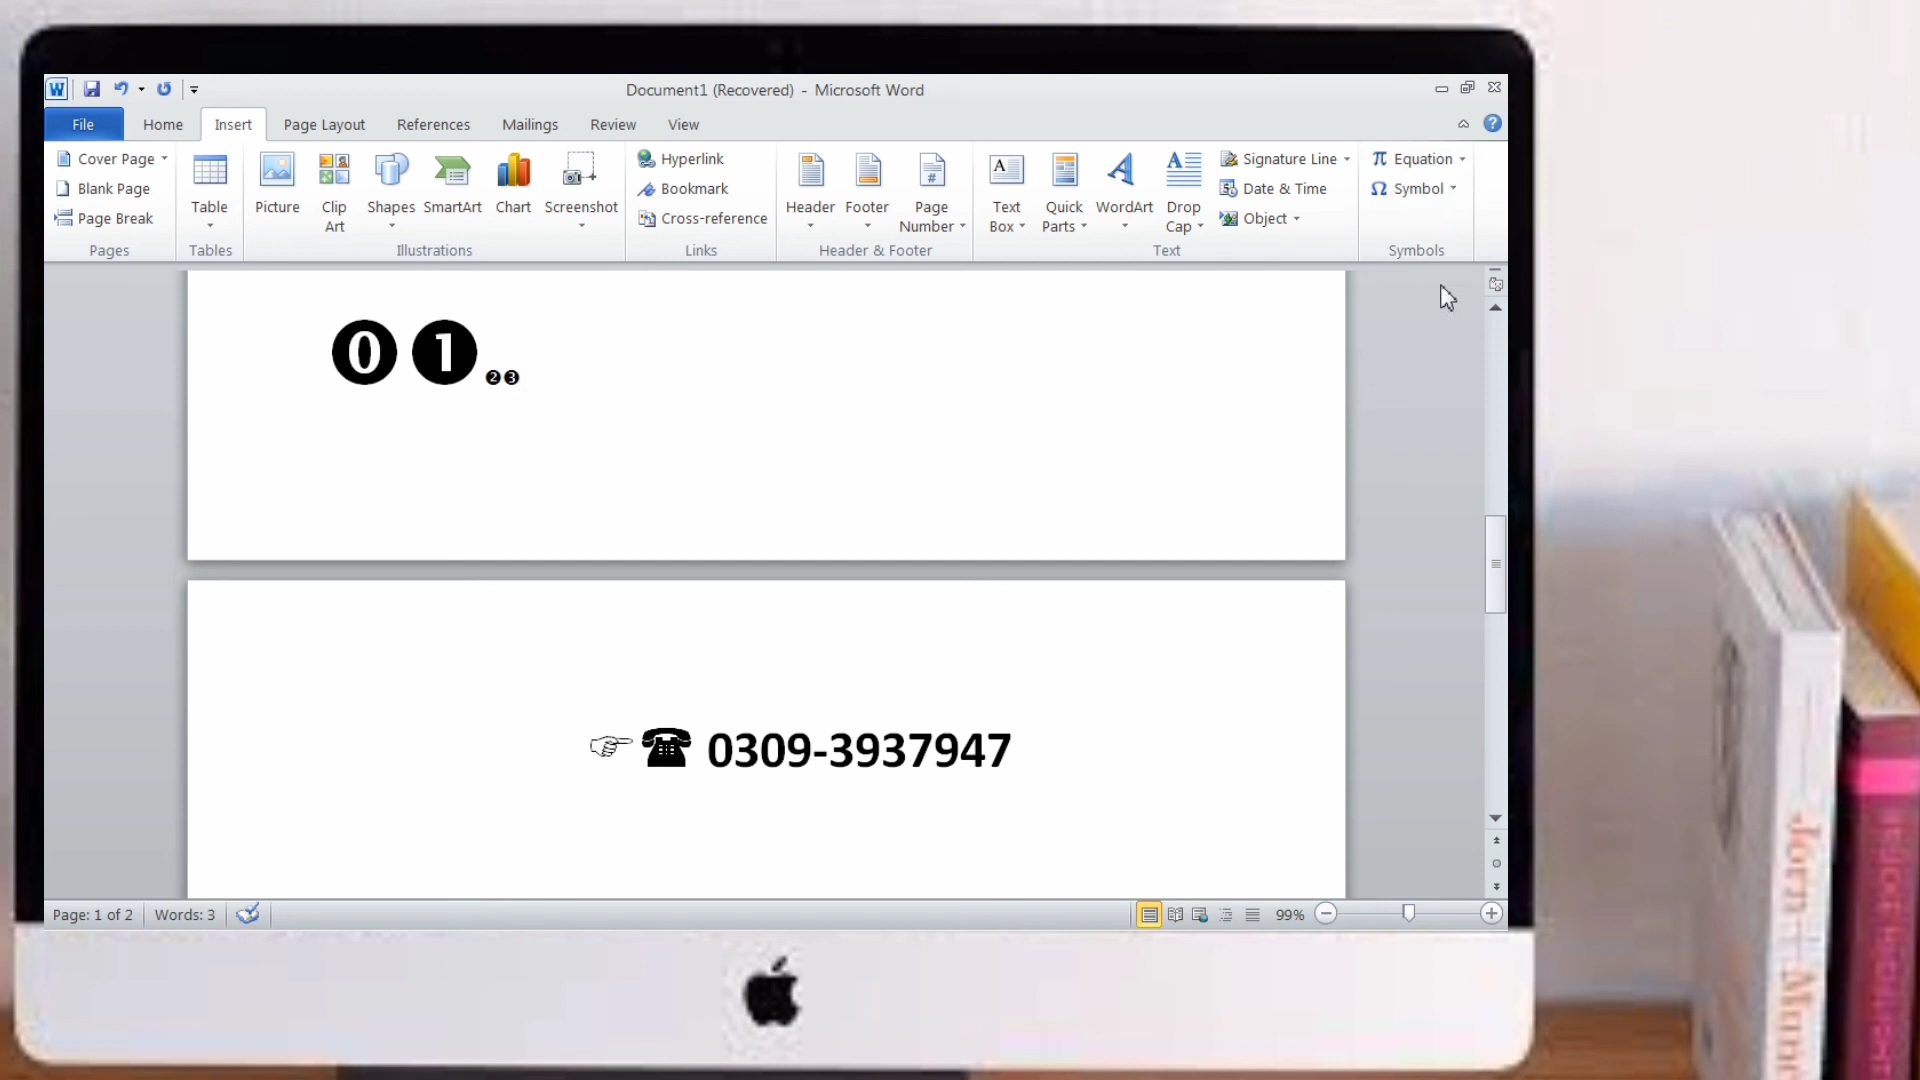 Document1 (Recovered) - Microsoft Word
File Home Insert Page Layout References Mailings Review View
Cover Page
Blank Page
Page Break
Pages
Table
Tables
Picture
Clip Art
Shapes
SmartArt
Chart
Screenshot
Illustrations
Hyperlink
Bookmark
Cross-reference
Links
Header
Footer
Page Number
Header & Footer
Text Box
Quick Parts
WordArt
Drop Cap
Signature Line
Date & Time
Object
Text
π Equation
Ω Symbol
Symbols
⓿ ❶..❷❸
☞☎ 0309-3937947
Page: 1 of 2 Words: 3 99%